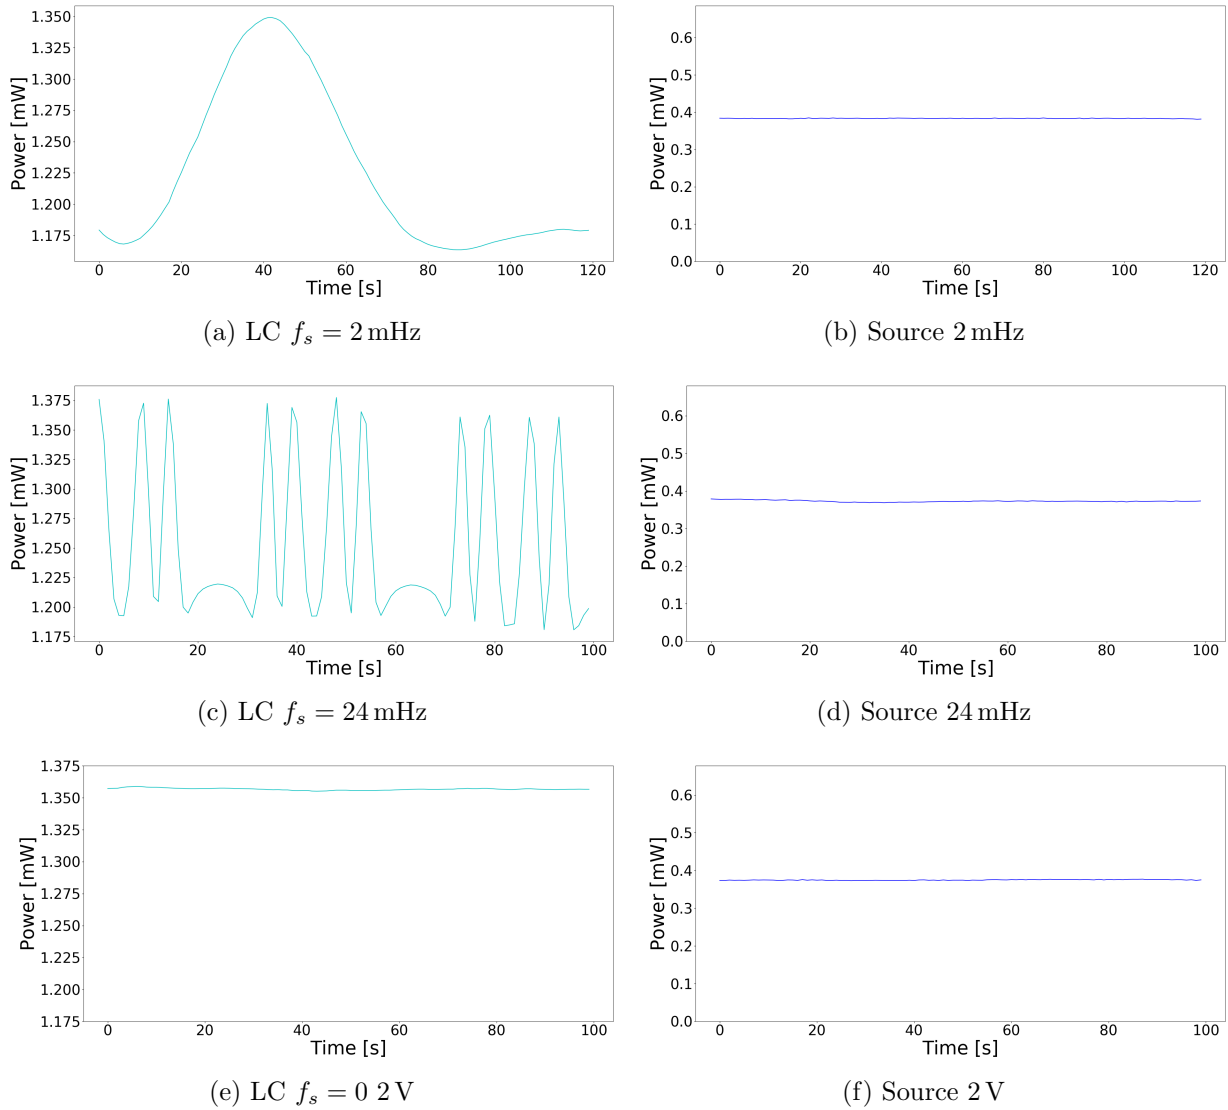 1.350
1.325
1.300
1.275
1.250
1.225
1.200
1.175
Power [mW]
0 20 40 60 80 100 120
Time [s]
(a) LC f_s = 2 mHz
0.6
0.5
0.4
0.3
0.2
0.1
0.0
Power [mW]
0 20 40 60 80 100 120
Time [s]
(b) Source 2 mHz
1.375
1.350
1.325
1.300
1.275
1.250
1.225
1.200
1.175
Power [mW]
0 20 40 60 80 100
Time [s]
(c) LC f_s = 24 mHz
0.6
0.5
0.4
0.3
0.2
0.1
0.0
Power [mW]
0 20 40 60 80 100
Time [s]
(d) Source 24 mHz
1.375
1.350
1.325
1.300
1.275
1.250
1.225
1.200
1.175
Power [mW]
0 20 40 60 80 100
Time [s]
(e) LC f_s = 0 2 V
0.6
0.5
0.4
0.3
0.2
0.1
0.0
Power [mW]
0 20 40 60 80 100
Time [s]
(f) Source 2 V